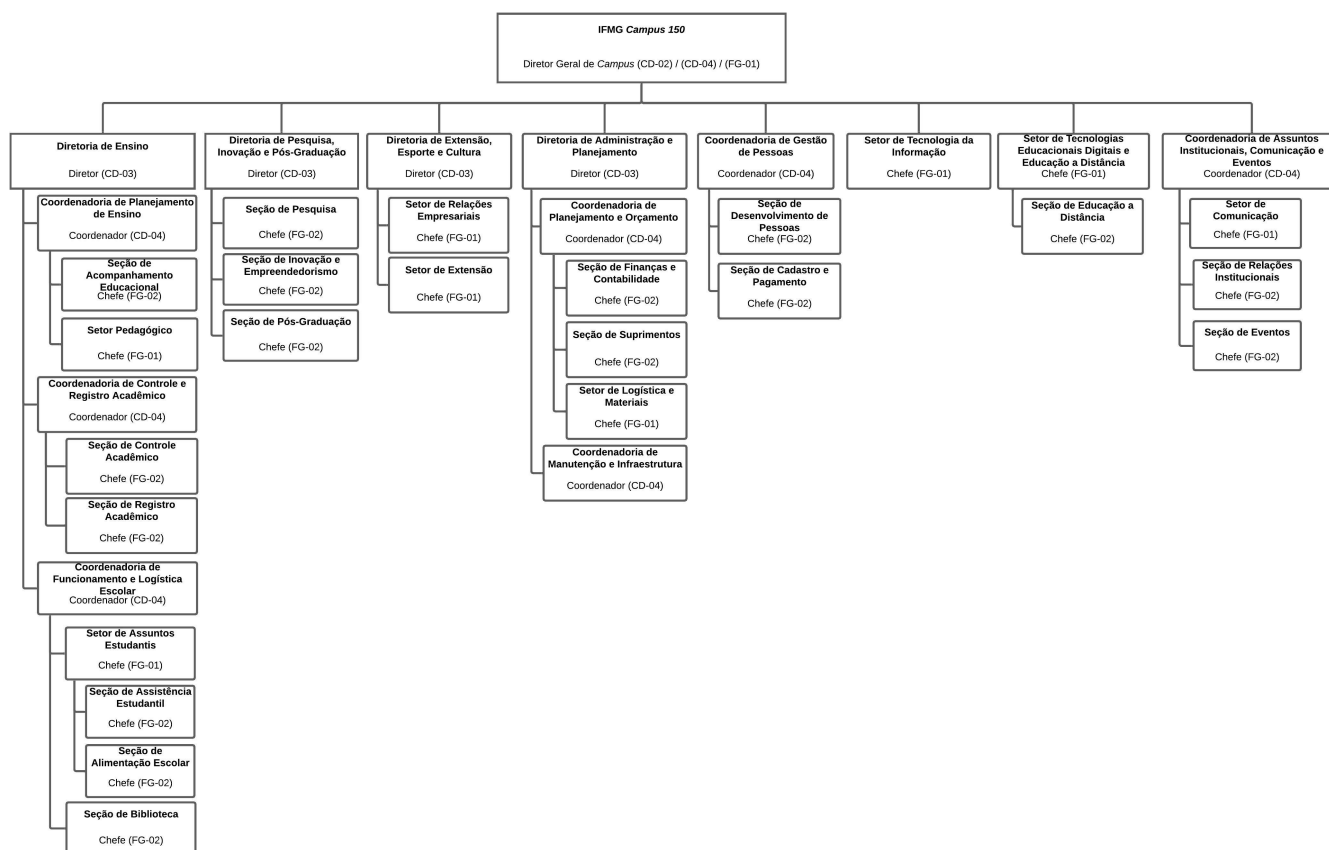 IFMG Campus 150
Diretor Geral de Campus (CD-02) / (CD-04) / (FG-01)
Diretoria de Ensino
Diretor (CD-03)
Coordenadoria de Planejamento
de Ensino
Coordenador (CD-04)
Seção de
Acompanhamento
Educacional
Chefe (FG-02)
Setor Pedagógico
Chefe (FG-01)
Coordenadoria de Controle e
Registro Acadêmico
Coordenador (CD-04)
Seção de Controle
Acadêmico
Chefe (FG-02)
Seção de Registro
Acadêmico
Chefe (FG-02)
Coordenadoria de
Funcionamento e Logística
Escolar
Coordenador (CD-04)
Setor de Assuntos
Estudantis
Chefe (FG-01)
Seção de Assistência
Estudantil
Chefe (FG-02)
Seção de
Alimentação Escolar
Chefe (FG-02)
Seção de Biblioteca
Chefe (FG-02)
Diretoria de Pesquisa,
Inovação e Pós-Graduação
Diretor (CD-03)
Seção de Pesquisa
Chefe (FG-02)
Seção de Inovação e
Empreendedorismo
Chefe (FG-02)
Seção de Pós-Graduação
Chefe (FG-02)
Diretoria de Extensão,
Esporte e Cultura
Diretor (CD-03)
Setor de Relações
Empresariais
Chefe (FG-01)
Setor de Extensão
Chefe (FG-01)
Diretoria de Administração e
Planejamento
Diretor (CD-03)
Coordenadoria de
Planejamento e Orçamento
Coordenador (CD-04)
Seção de Finanças e
Contabilidade
Chefe (FG-02)
Seção de Suprimentos
Chefe (FG-02)
Setor de Logística e
Materiais
Chefe (FG-01)
Coordenadoria de
Manutenção e Infraestrutura
Coordenador (CD-04)
Coordenadoria de Gestão
de Pessoas
Coordenador (CD-04)
Seção de
Desenvolvimento de
Pessoas
Chefe (FG-02)
Seção de Cadastro e
Pagamento
Chefe (FG-02)
Setor de Tecnologia da
Informação
Chefe (FG-01)
Setor de Tecnologias
Educacionais Digitais e
Educação a Distância
Chefe (FG-01)
Seção de Educação a
Distância
Chefe (FG-02)
Coordenadoria de Assuntos
Institucionais, Comunicação e
Eventos
Coordenador (CD-04)
Setor de
Comunicação
Chefe (FG-01)
Seção de Relações
Institucionais
Chefe (FG-02)
Seção de Eventos
Chefe (FG-02)